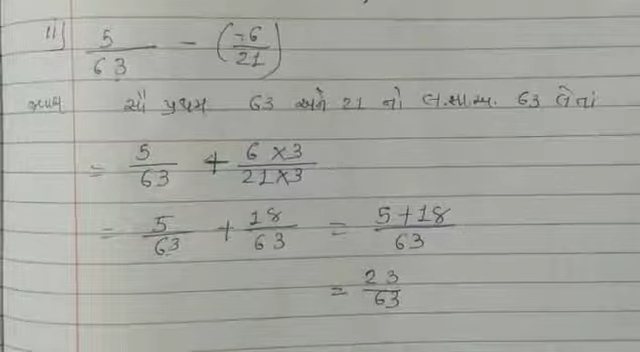 ii) 5/63 - (-6/21)
જવાબ સૌ પ્રથમ 63 અને 21 નો લ.સા.અ. 63 લેતાં
= 5/63 + 6×3/21×3
= 5/63 + 18/63 = 5+18/63
= 23/63